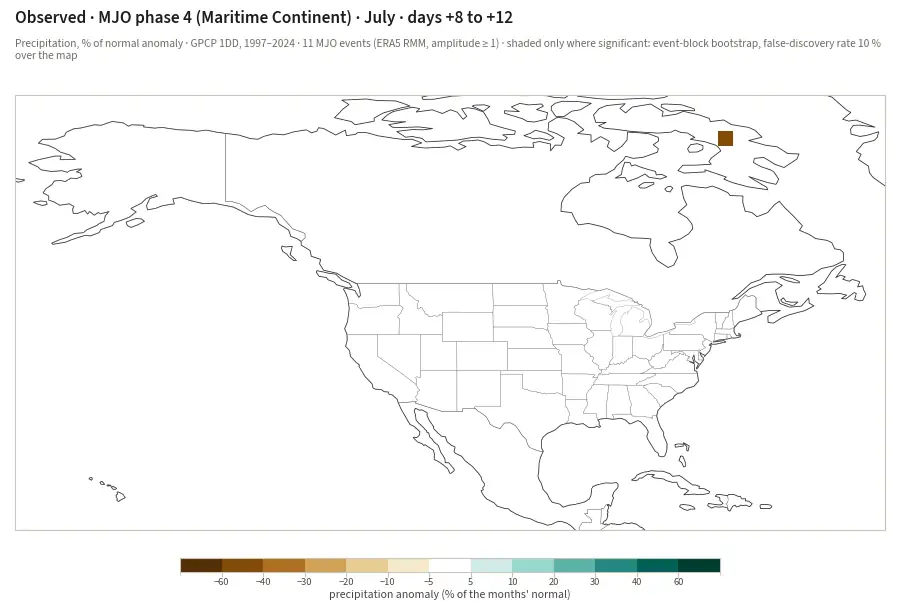 Observed · MJO phase 4 (Maritime Continent) · July · days +8 to +12
Precipitation, % of normal anomaly · GPCP 1DD, 1997–2024 · 11 MJO events (ERA5 RMM, amplitude ≥ 1) · shaded only where significant: event-block bootstrap, false-discovery rate 10 %
over the map
−60 −40 −30 −20 −10 −5 5 10 20 30 40 60
precipitation anomaly (% of the months' normal)